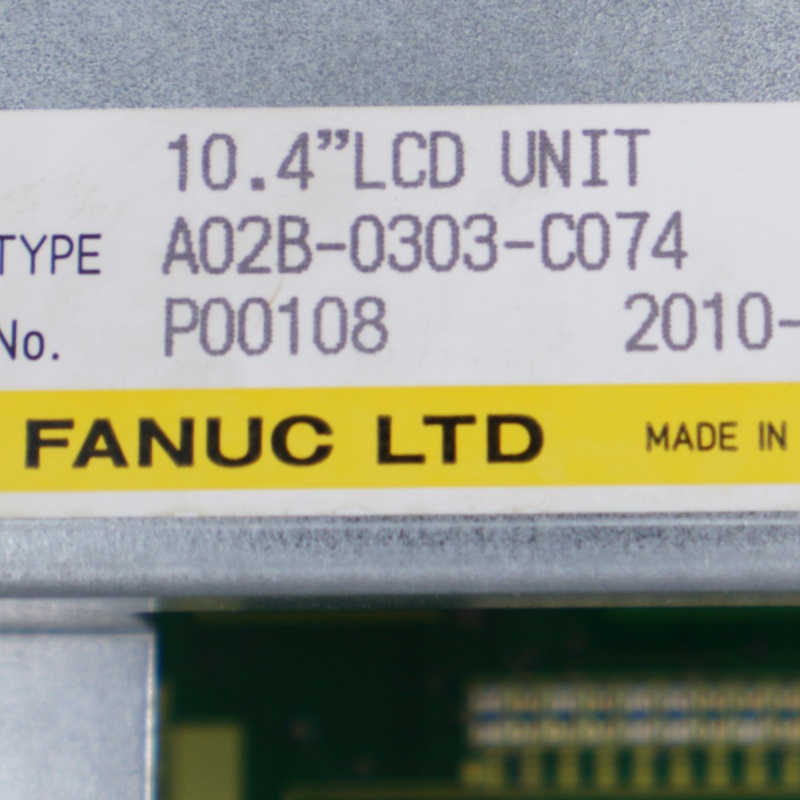 10.4”LCD UNIT
TYPE A02B-0303-C074
No. P00108 2010-
FANUC LTD MADE IN